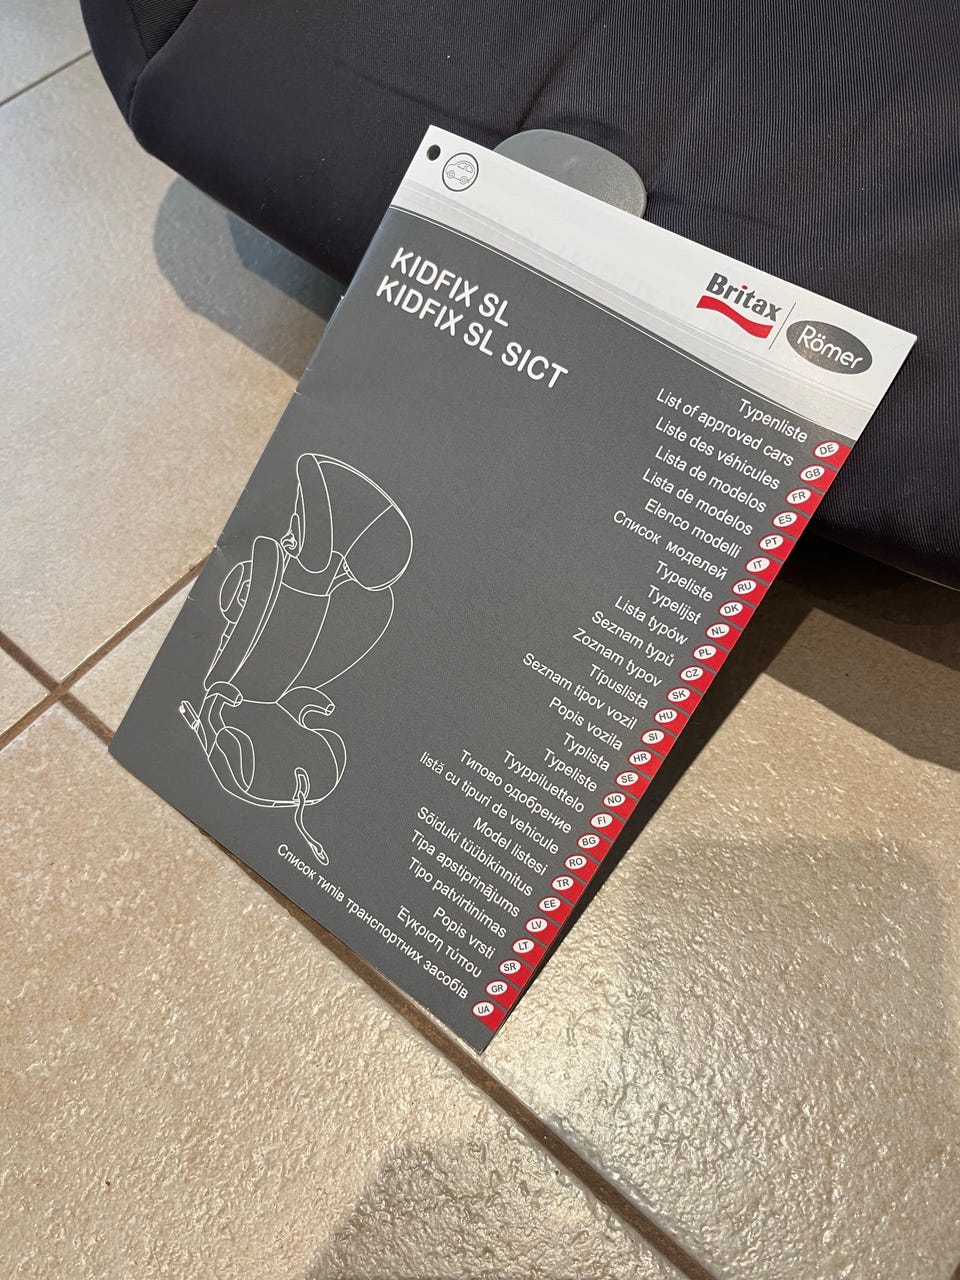 Britax
Römer
KIDFIX SL
KIDFIX SL SICT
Typenliste DE
List of approved cars GB
Liste des véhicules FR
Lista de modelos ES
Lista de modelos PT
Elenco modelli IT
Список моделей RU
Typeliste DK
Typelijst NL
Lista typów PL
Seznam typů CZ
Zoznam typov SK
Típuslista HU
Seznam tipov vozil SI
Popis vozila HR
Typlista SE
Typeliste NO
Tyyppiluettelo FI
Типово одобрение BG
listă cu tipuri de vehicule RO
Model listesi TR
Sõiduki tüübikinnitus EE
Tipa apstiprinājums LV
Tipo patvirtinimas LT
Popis vrsti SR
Έγκριση τύπου GR
Список типів транспортних засобів UA